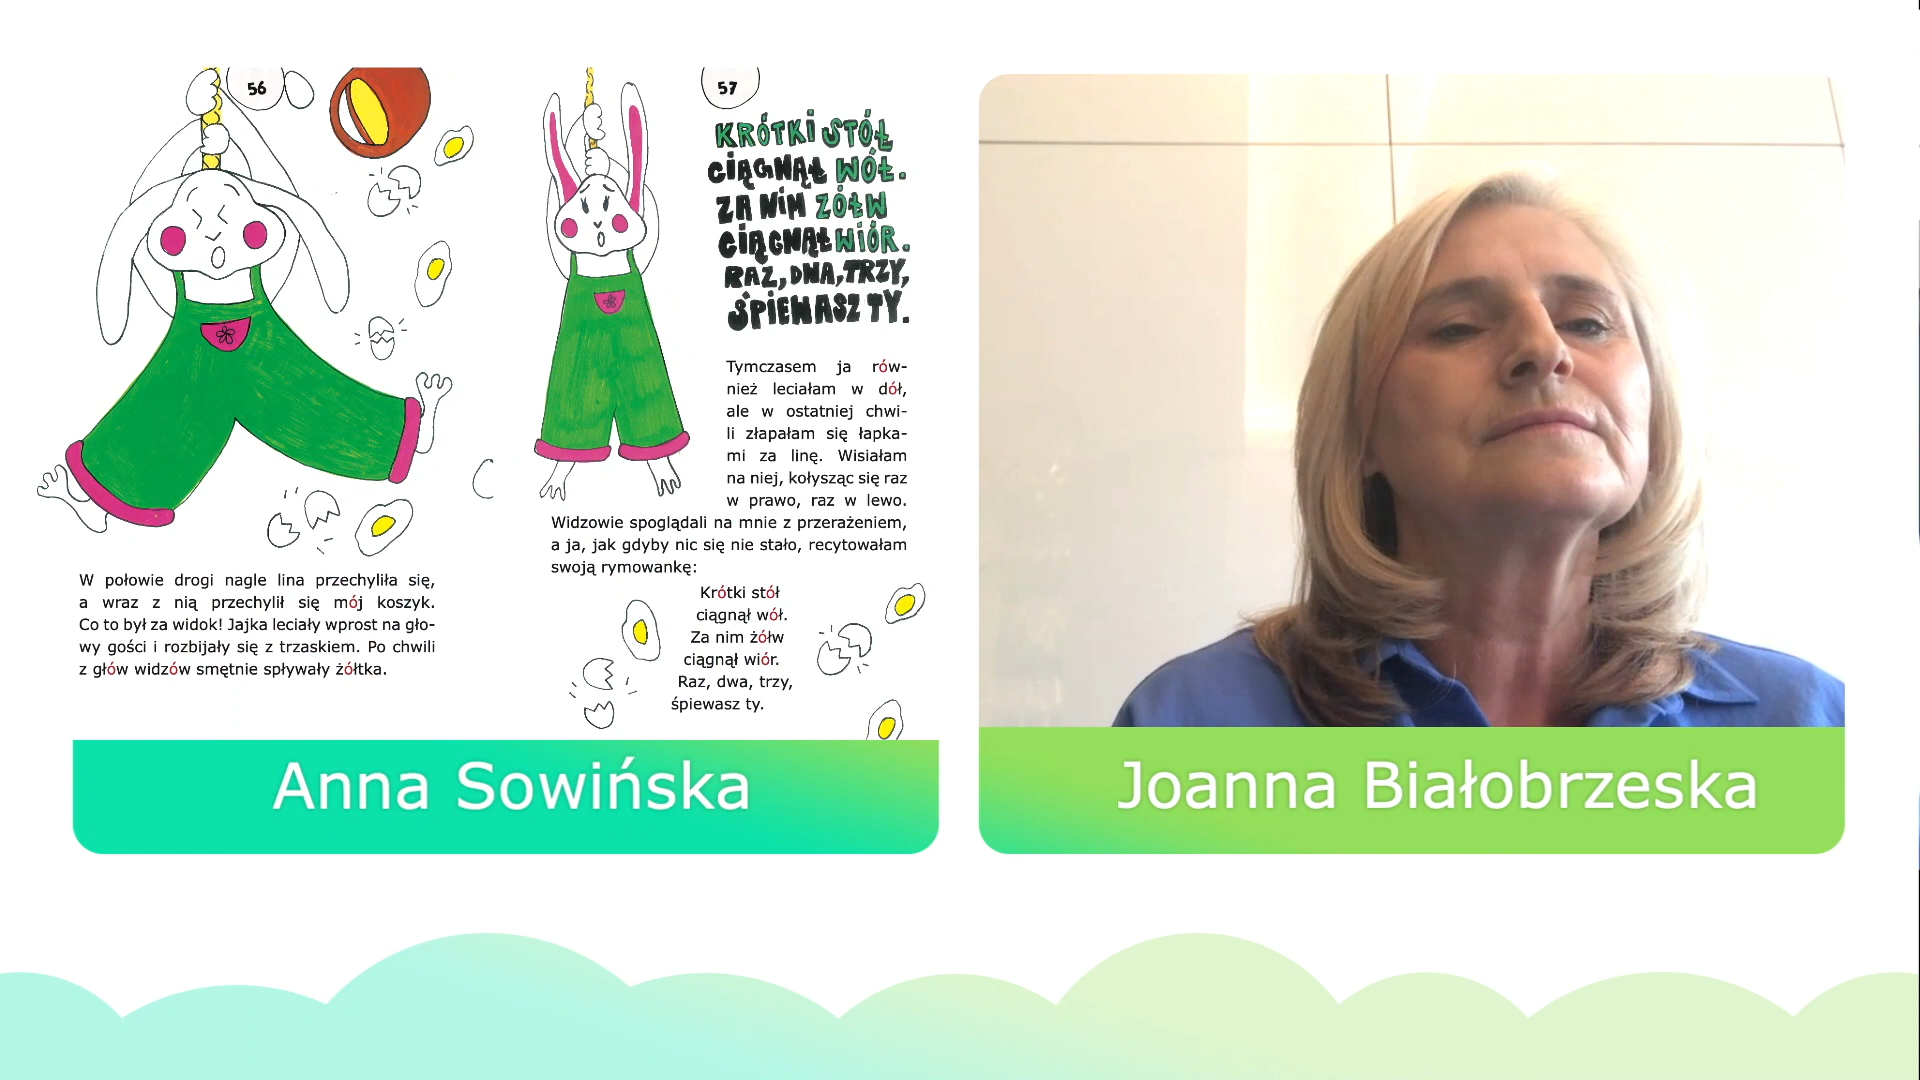 56
W połowie drogi nagle lina przechyliła się,
a wraz z nią przechylił się mój koszyk.
Co to był za widok! Jajka leciały wprost na gło-
wy gości i rozbijały się z trzaskiem. Po chwili
z głów widzów smętnie spływały żółtka.
57
KRÓTKI STÓŁ
CIĄGNĄŁ WÓŁ.
ZA NIM ŻÓŁW
CIĄGNĄŁ WIÓR.
RAZ, DWA, TRZY,
ŚPIEWASZ TY.
Tymczasem ja rów-
nież leciałam w dół,
ale w ostatniej chwi-
li złapałam się łapka-
mi za linę. Wisiałam
na niej, kołysząc się raz
w prawo, raz w lewo.
Widzowie spoglądali na mnie z przerażeniem,
a ja, jak gdyby nic się nie stało, recytowałam
swoją rymowankę:
Krótki stół
ciągnął wół.
Za nim żółw
ciągnął wiór.
Raz, dwa, trzy,
śpiewasz ty.
Anna Sowińska
Joanna Białobrzeska